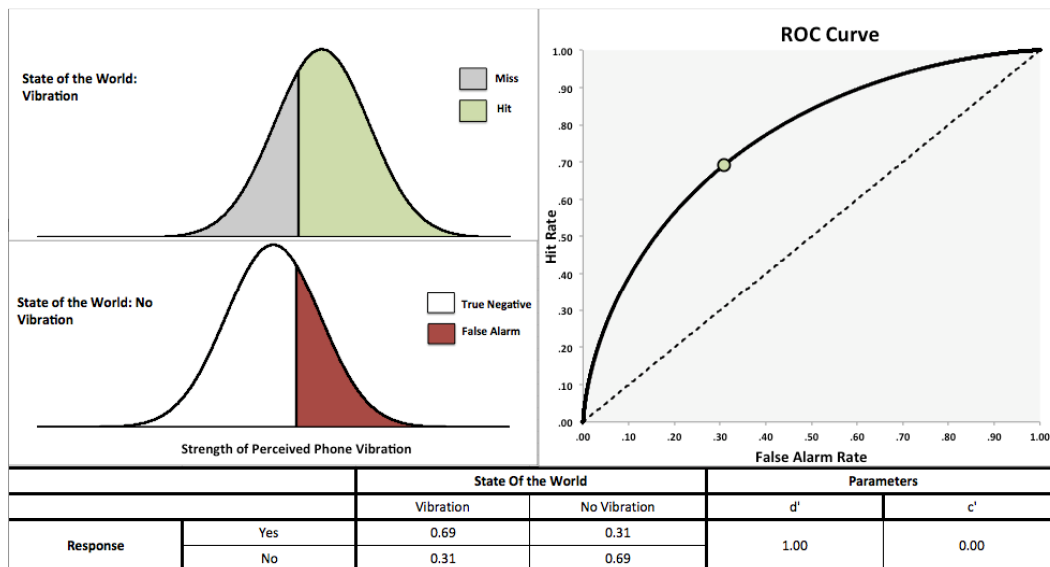 State of the World:
Vibration
Miss
Hit
State of the World: No
Vibration
True Negative
False Alarm
Strength of Perceived Phone Vibration
ROC Curve
Hit Rate
1.00
.90
.80
.70
.60
.50
.40
.30
.20
.10
.00
.00 .10 .20 .30 .40 .50 .60 .70 .80 .90 1.00
False Alarm Rate
State Of the World Parameters
Vibration No Vibration d' c'
Response Yes 0.69 0.31 1.00 0.00
No 0.31 0.69